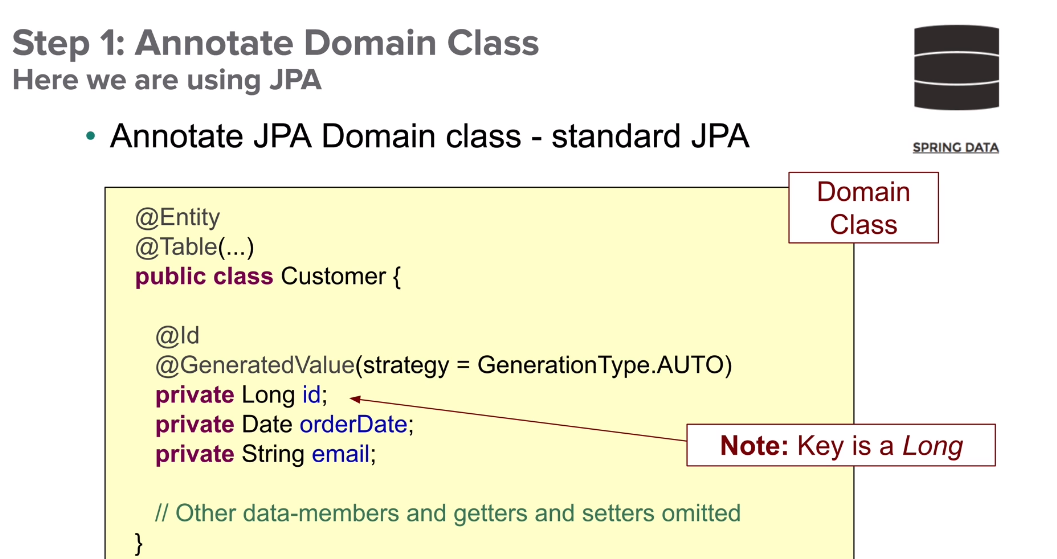 Step 1: Annotate Domain Class
Here we are using JPA
SPRING DATA
• Annotate JPA Domain class - standard JPA
Domain
Class
@Entity
@Table(...)
public class Customer {
@Id
@GeneratedValue(strategy = GenerationType.AUTO)
private Long id;
private Date orderDate;
private String email;
Note: Key is a Long
// Other data-members and getters and setters omitted
}